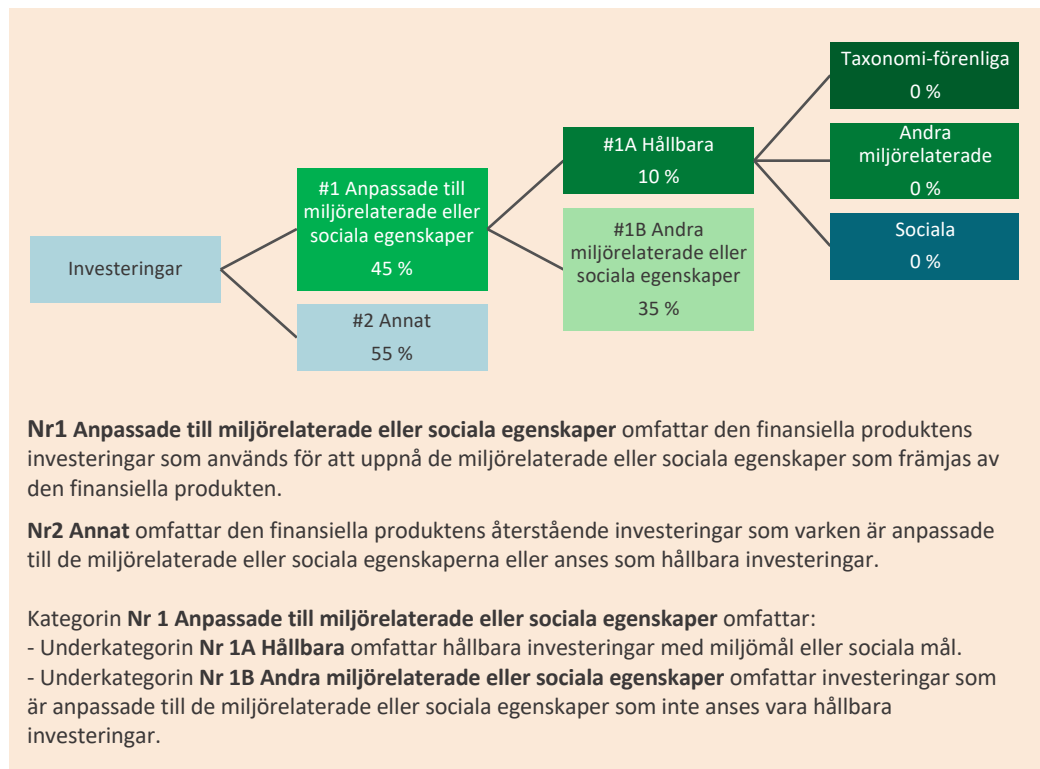 Taxonomi-förenliga
0 %
Andra
miljörelaterade
0 %
Sociala
0 %
#1A Hållbara
10 %
#1B Andra
miljörelaterade eller
sociala egenskaper
35 %
#1 Anpassade till
miljörelaterade eller
sociala egenskaper
45 %
#2 Annat
55 %
Investeringar
Nr1 Anpassade till miljörelaterade eller sociala egenskaper omfattar den finansiella produktens
investeringar som används för att uppnå de miljörelaterade eller sociala egenskaper som främjas av
den finansiella produkten.
Nr2 Annat omfattar den finansiella produktens återstående investeringar som varken är anpassade
till de miljörelaterade eller sociala egenskaperna eller anses som hållbara investeringar.
Kategorin Nr 1 Anpassade till miljörelaterade eller sociala egenskaper omfattar:
- Underkategorin Nr 1A Hållbara omfattar hållbara investeringar med miljömål eller sociala mål.
- Underkategorin Nr 1B Andra miljörelaterade eller sociala egenskaper omfattar investeringar som
är anpassade till de miljörelaterade eller sociala egenskaper som inte anses vara hållbara
investeringar.